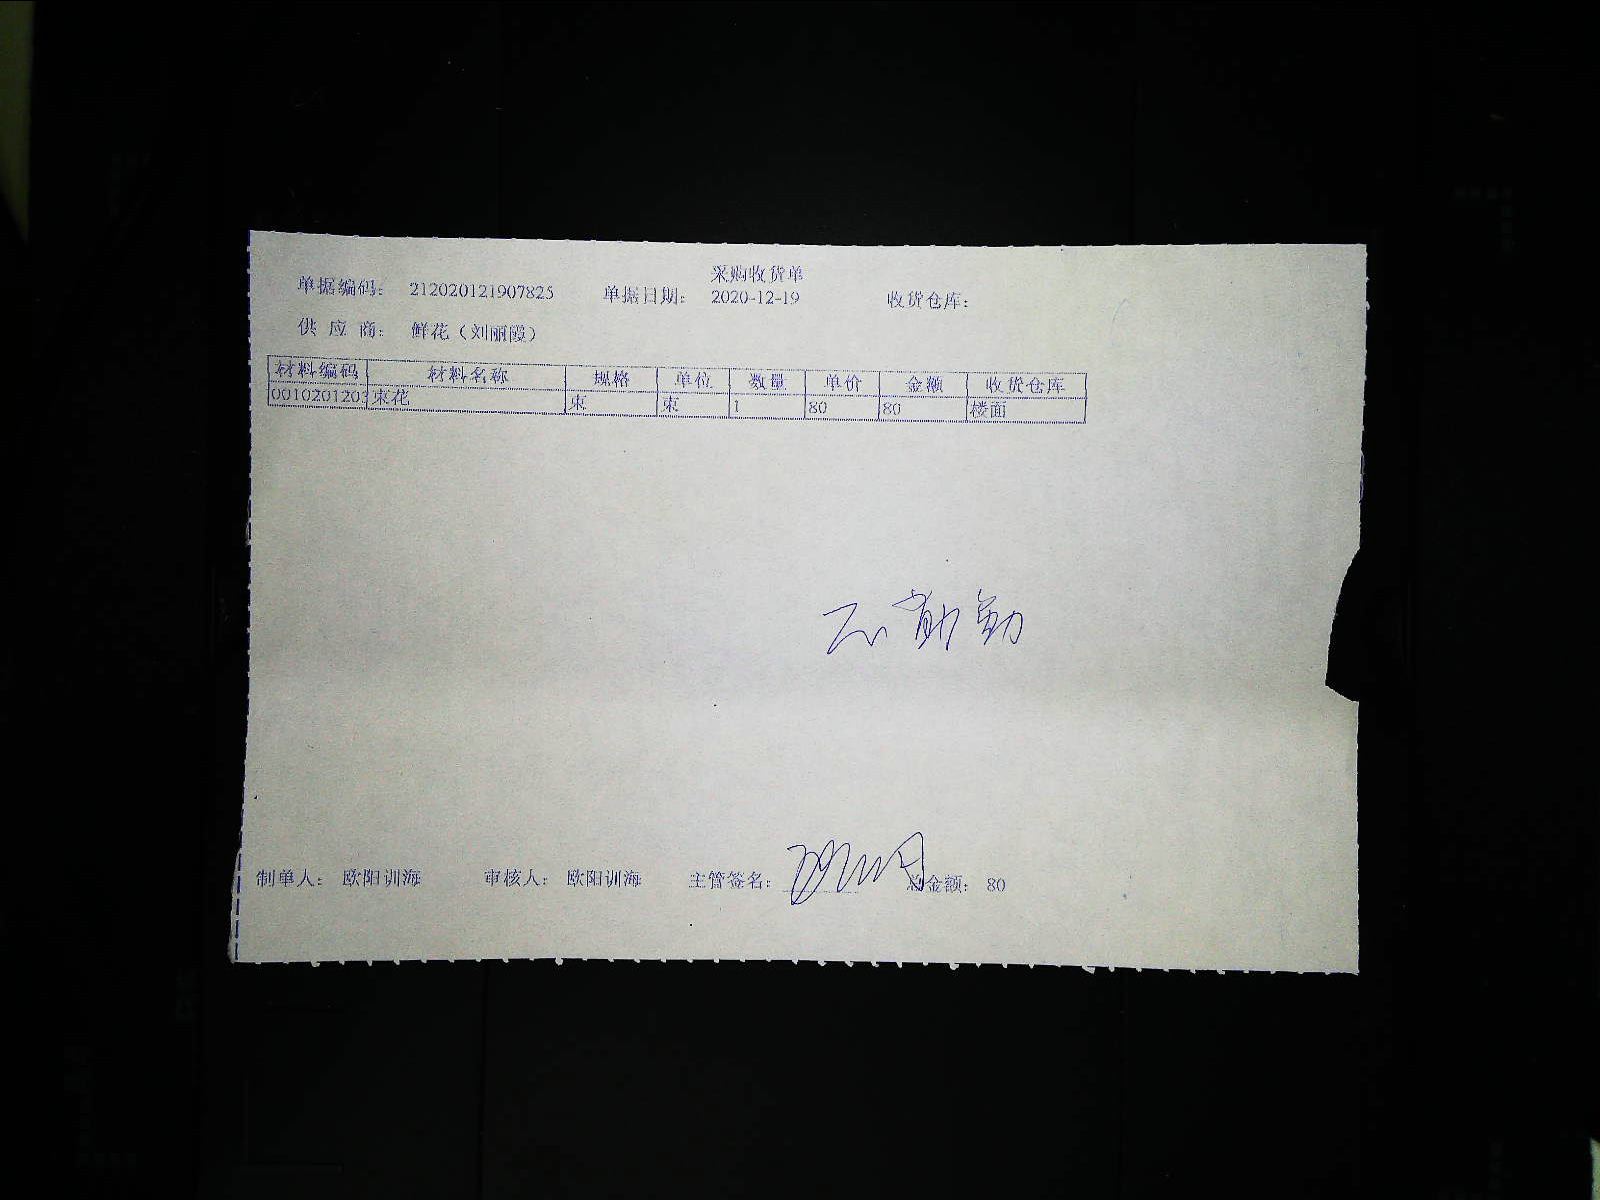 采购收货单
单据编码: 212020121907825 单据日期: 2020-12-19 收货仓库:
供 应 商: 鲜花（刘丽霞）
材料编码 材料名称 规格 单位 数量 单价 金额 收货仓库
0010201203 束花 束 束 1 80 80 楼面
制单人: 欧阳训海 审核人: 欧阳训海 主管签名: 总金额: 80